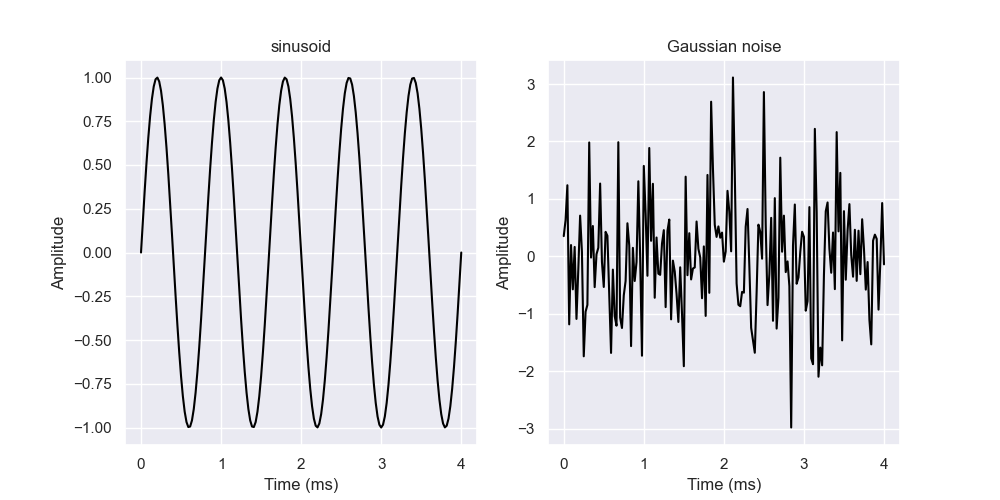 sinusoid
1.00
0.75
0.50
0.25
0.00
−0.25
−0.50
−0.75
−1.00
Amplitude
0 1 2 3 4
Time (ms)
Gaussian noise
3
2
1
0
−1
−2
−3
Amplitude
0 1 2 3 4
Time (ms)